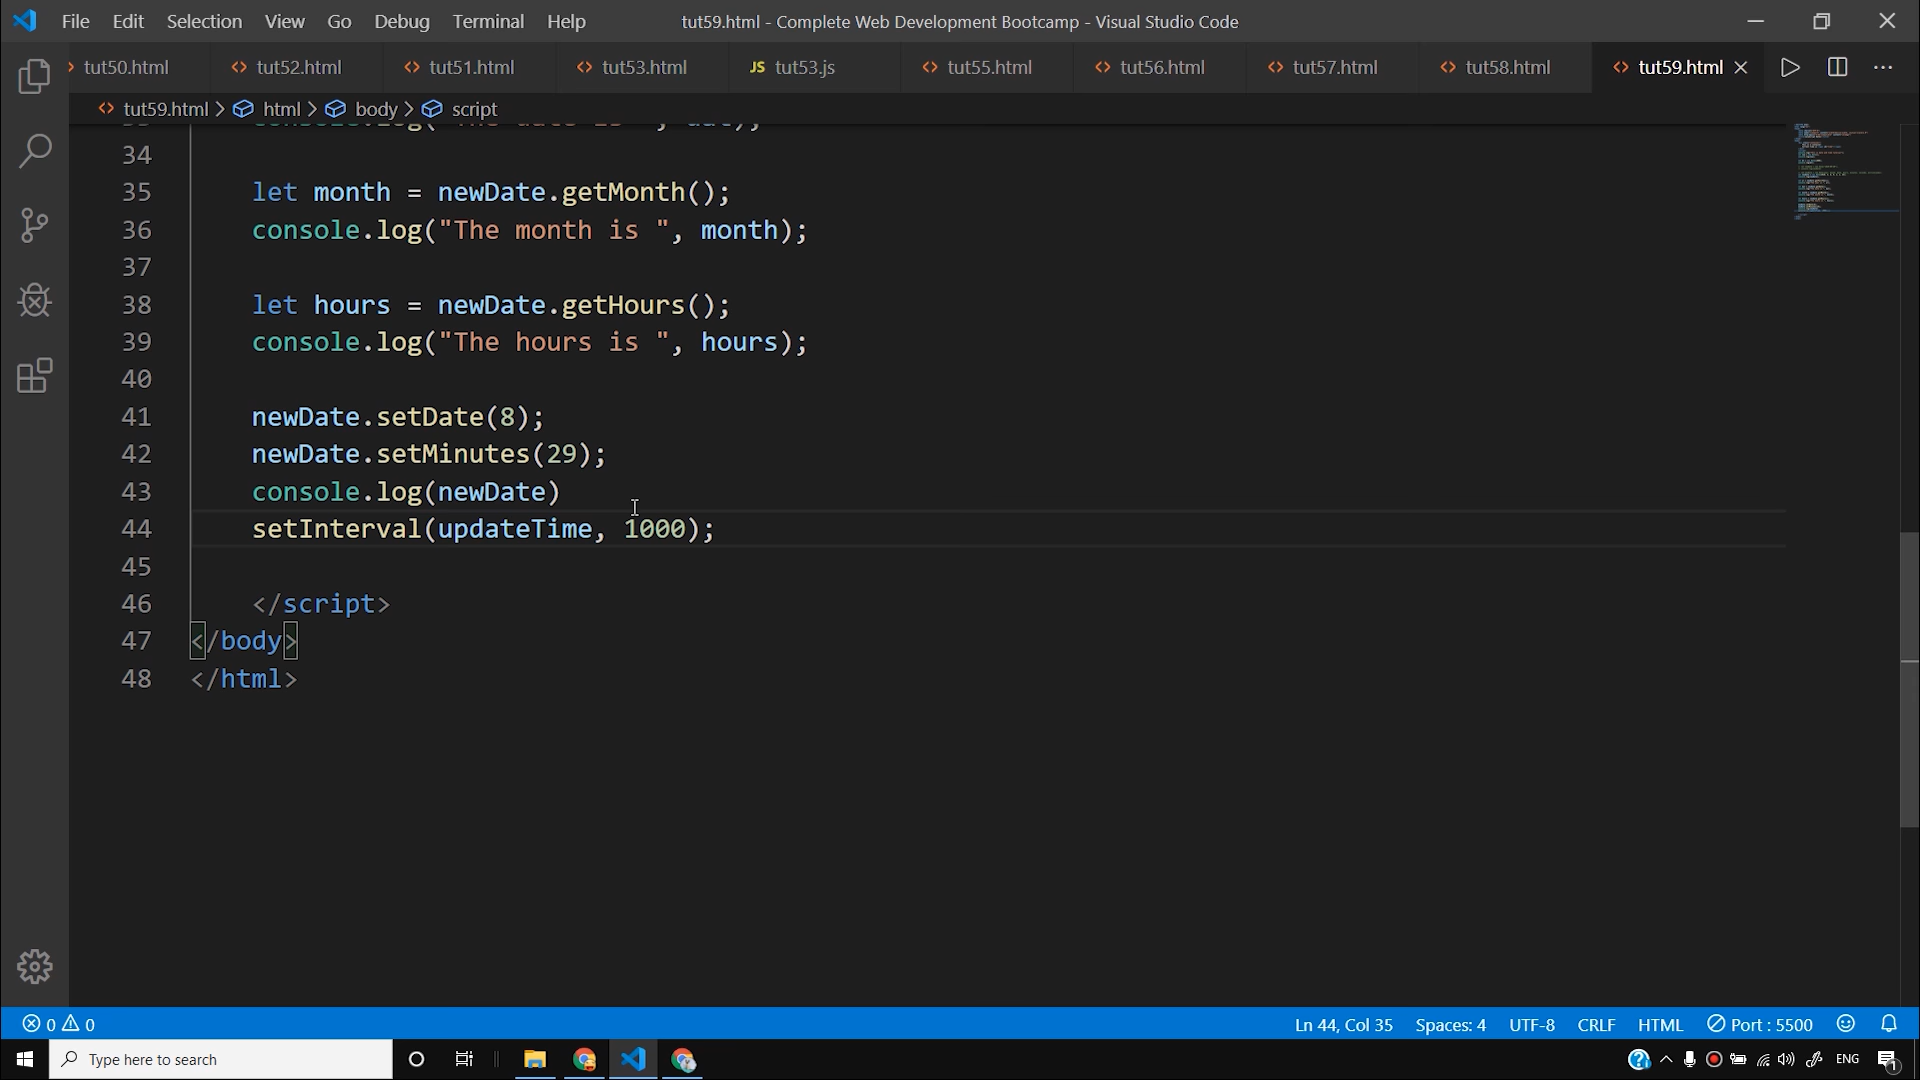 File Edit Selection View Go Debug Terminal Help
tut59.html - Complete Web Development Bootcamp - Visual Studio Code
tut50.html tut52.html tut51.html tut53.html JS tut53.js tut55.html tut56.html tut57.html tut58.html tut59.html
tut59.html > html > body > script
34
35 let month = newDate.getMonth();
36 console.log("The month is ", month);
37
38 let hours = newDate.getHours();
39 console.log("The hours is ", hours);
40
41 newDate.setDate(8);
42 newDate.setMinutes(29);
43 console.log(newDate)
44 setInterval(updateTime, 1000);
45
46 </script>
47 </body>
48 </html>
0 0 Ln 44, Col 35 Spaces: 4 UTF-8 CRLF HTML Port : 5500
Type here to search ENG 1